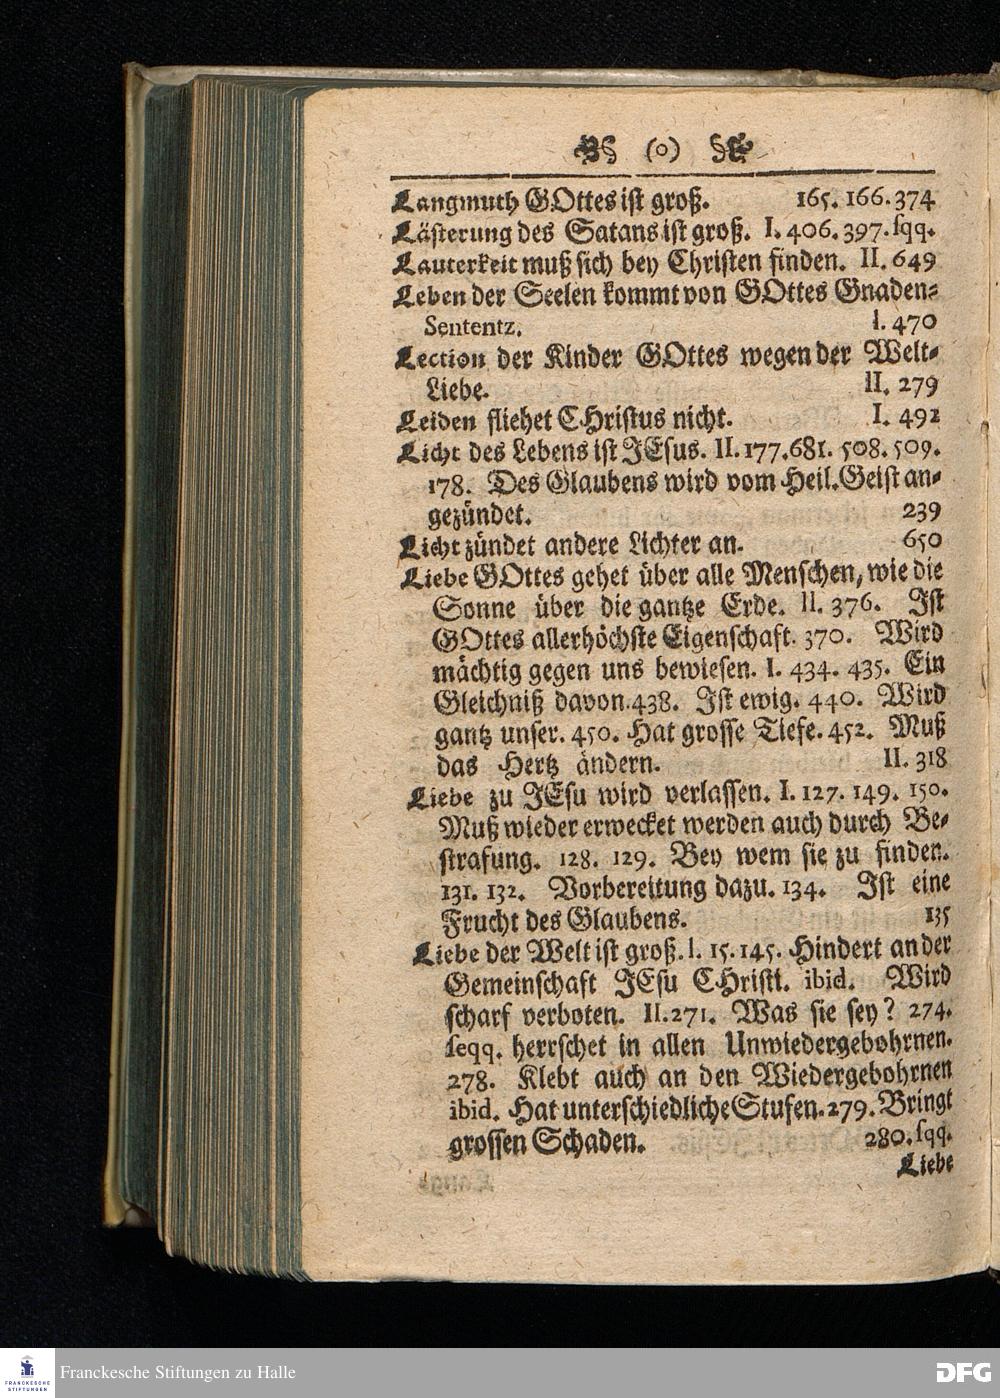 (o)
Langmuth GOttes ist groß. 165. 166. 374
Lästerung des Satans ist groß. I. 406. 397. sqq.
Lauterkeit muß sich bey Christen finden. II. 649
Leben der Seelen kommt von GOttes Gnaden-
Sententz. I. 470
Lection der Kinder GOttes wegen der Welt-
Liebe. II. 279
Leiden fliehet CHristus nicht. I. 492
Licht des Lebens ist JEsus. II. 177. 681. 508. 509.
178. Des Glaubens wird vom Heil. Geist an-
gezündet. 239
Licht zündet andere Lichter an. 650
Liebe GOttes gehet über alle Menschen, wie die
Sonne über die gantze Erde. II. 376. Ist
GOttes allerhöchste Eigenschaft. 370. Wird
mächtig gegen uns bewiesen. I. 434. 435. Ein
Gleichniß davon. 438. Ist ewig. 440. Wird
gantz unser. 450. Hat grosse Tiefe. 452. Muß
das Hertz ändern. II. 318
Liebe zu JEsu wird verlassen. I. 127. 149. 150.
Muß wieder erwecket werden auch durch Be-
strafung. 128. 129. Bey wem sie zu finden.
131. 132. Vorbereitung dazu. 134. Ist eine
Frucht des Glaubens. 135
Liebe der Welt ist groß. I. 15. 145. Hindert an der
Gemeinschaft JEsu CHristi. ibid. Wird
scharf verboten. II. 271. Was sie sey? 274.
seqq. herrschet in allen Unwiedergebohrnen.
278. Klebt auch an den Wiedergebohrnen
ibid. Hat unterschiedliche Stufen. 279. Bringt
grossen Schaden. 280. sqq.
Liebe
FRANCKESCHE
STIFTUNGEN
Franckesche Stiftungen zu Halle
DFG